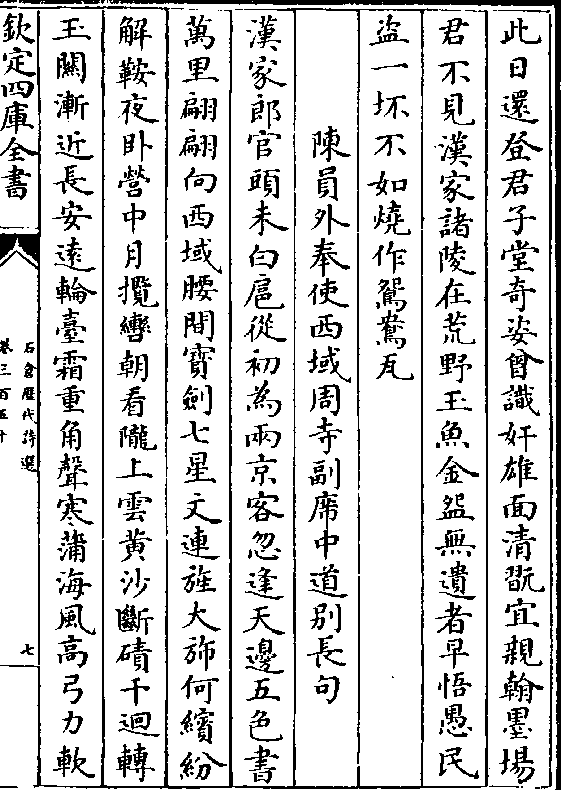 此日還登君子堂奇姿曾識奸雄面清翫宜親翰墨場
君不見漢家諸陵在荒野玉魚金盌無遺者早悟愚民
盜一坏不如燒作鴛鴦瓦
陳員外奉使西域周寺副席中道別長句
漢家郎官頭未白扈從初為兩京客忽逢天邊五色書
萬里翩翩向西域腰間寶劍七星文連旌大斾何繽紛
解鞍夜卧營中月攬轡朝看隴上雲黄沙斷磧千迴轉
玉關漸近長安逺輪臺霜重角聲寒蒲海風高弓力軟
欽定四庫全書
石倉歷代詩選
卷三百五十
七